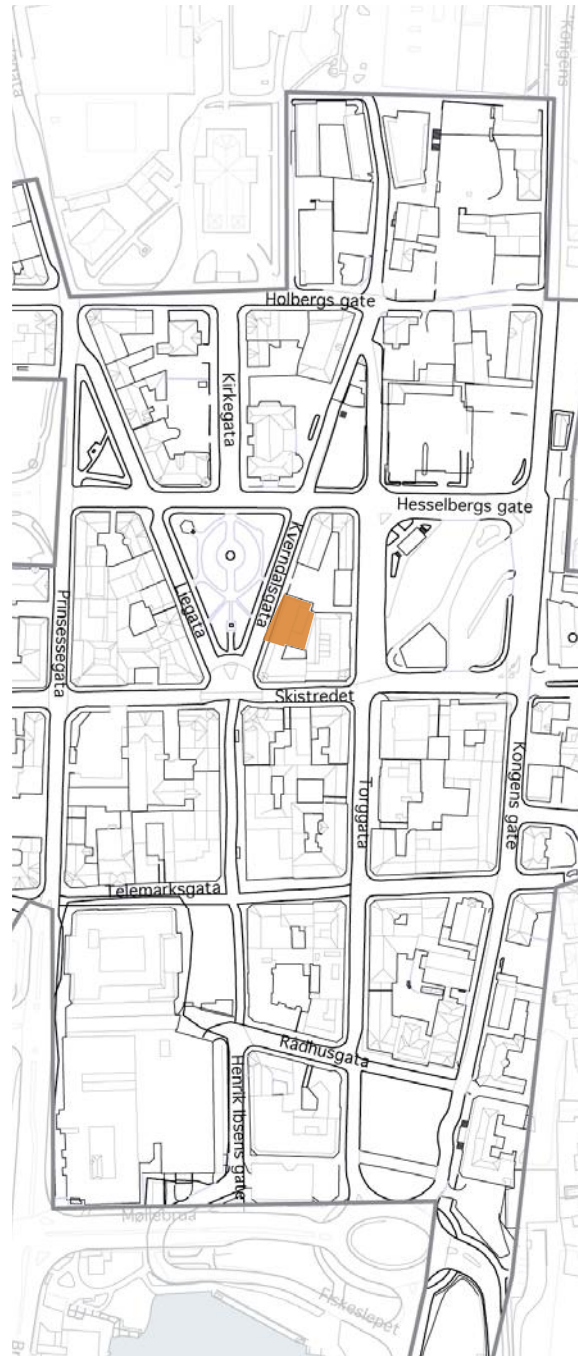 Kongens
Holbergs gate
Kirkegata
Hesselbergs gate
Kverndalsgata
Liegata
Prinsessegata
Skistredet
Torggata
Kongens gate
Telemarksgata
Rådhusgata
Henrik Ibsens gate
Møllebrua
Fiskeslepet